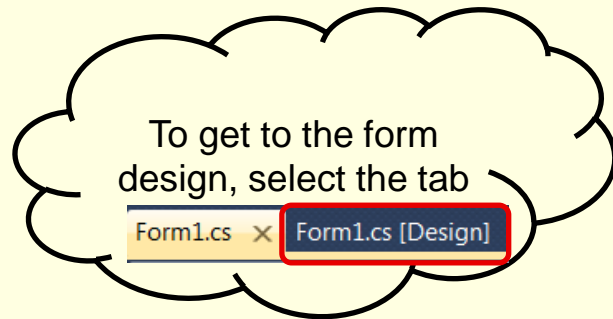 To get to the form
design, select the tab
Form1.cs × Form1.cs [Design]